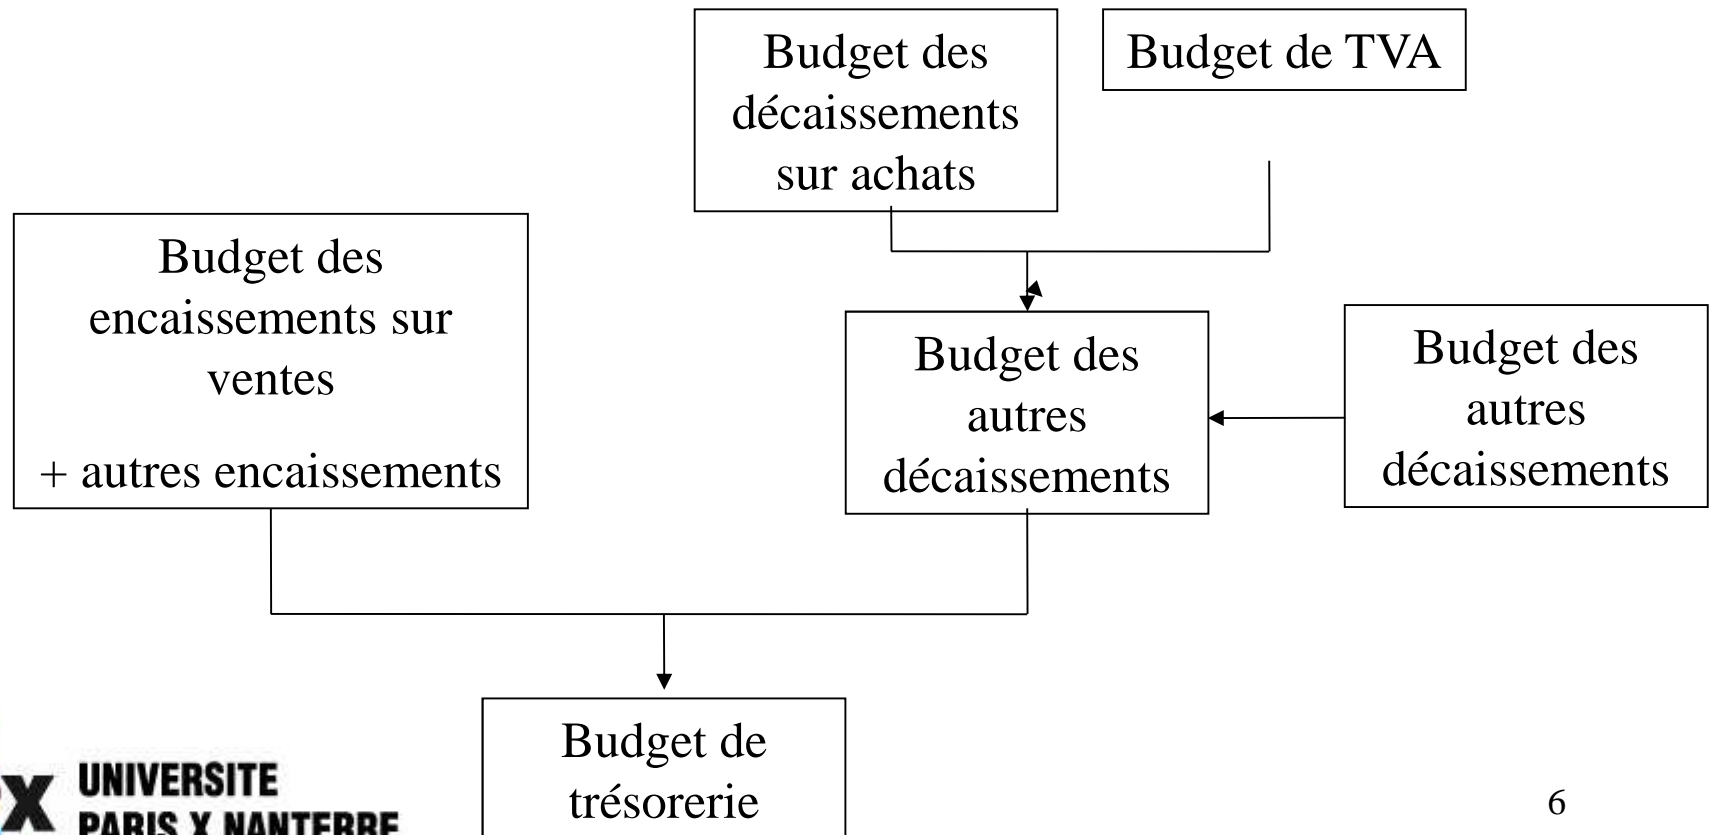 Budget des
décaissements
sur achats
Budget de TVA
Budget des
encaissements sur
ventes
+ autres encaissements
Budget des
autres
décaissements
Budget des
autres
décaissements
Budget de
trésorerie
X UNIVERSITE
PARIS X NANTERRE
6